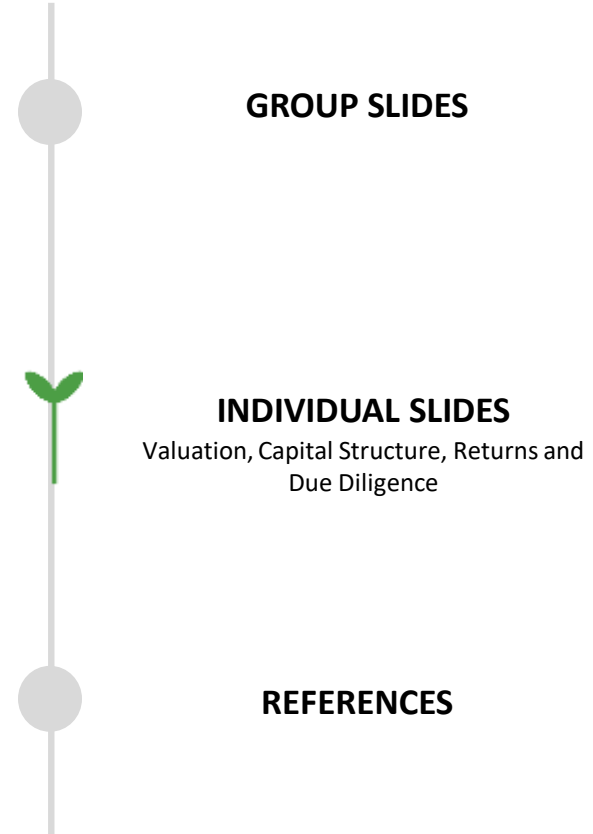 GROUP SLIDES
INDIVIDUAL SLIDES
Valuation, Capital Structure, Returns and
Due Diligence
REFERENCES